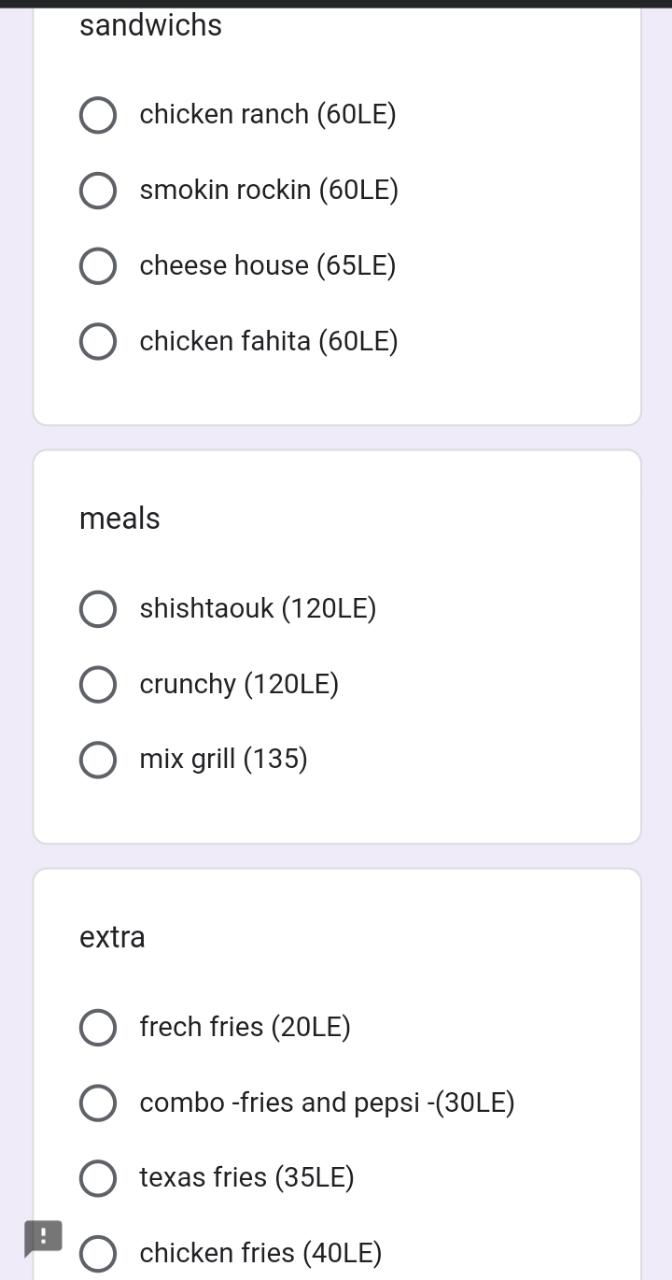 sandwichs
chicken ranch (60LE)
smokin rockin (60LE)
cheese house (65LE)
chicken fahita (60LE)
meals
shishtaouk (120LE)
crunchy (120LE)
mix grill (135)
extra
frech fries (20LE)
combo -fries and pepsi -(30LE)
texas fries (35LE)
chicken fries (40LE)